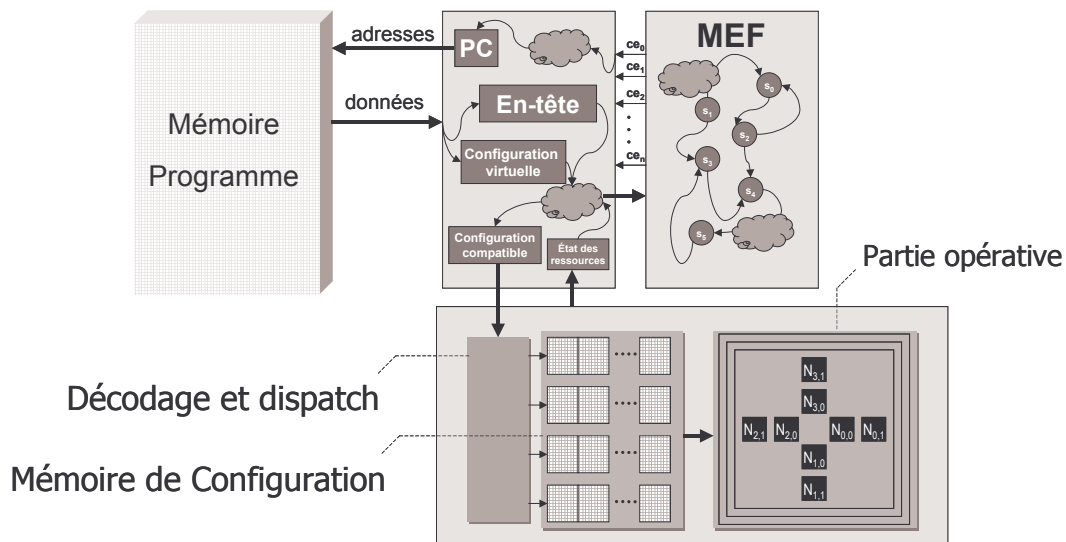 adresses
données
Mémoire
Programme
PC
En-tête
Configuration
virtuelle
Configuration
compatible
État des
ressources
ce0
ce1
ce2
cen
MEF
s0
s1
s2
s3
s4
s5
Partie opérative
Décodage et dispatch
Mémoire de Configuration
N3,1
N3,0
N2,1 N2,0 N0,0 N0,1
N1,0
N1,1